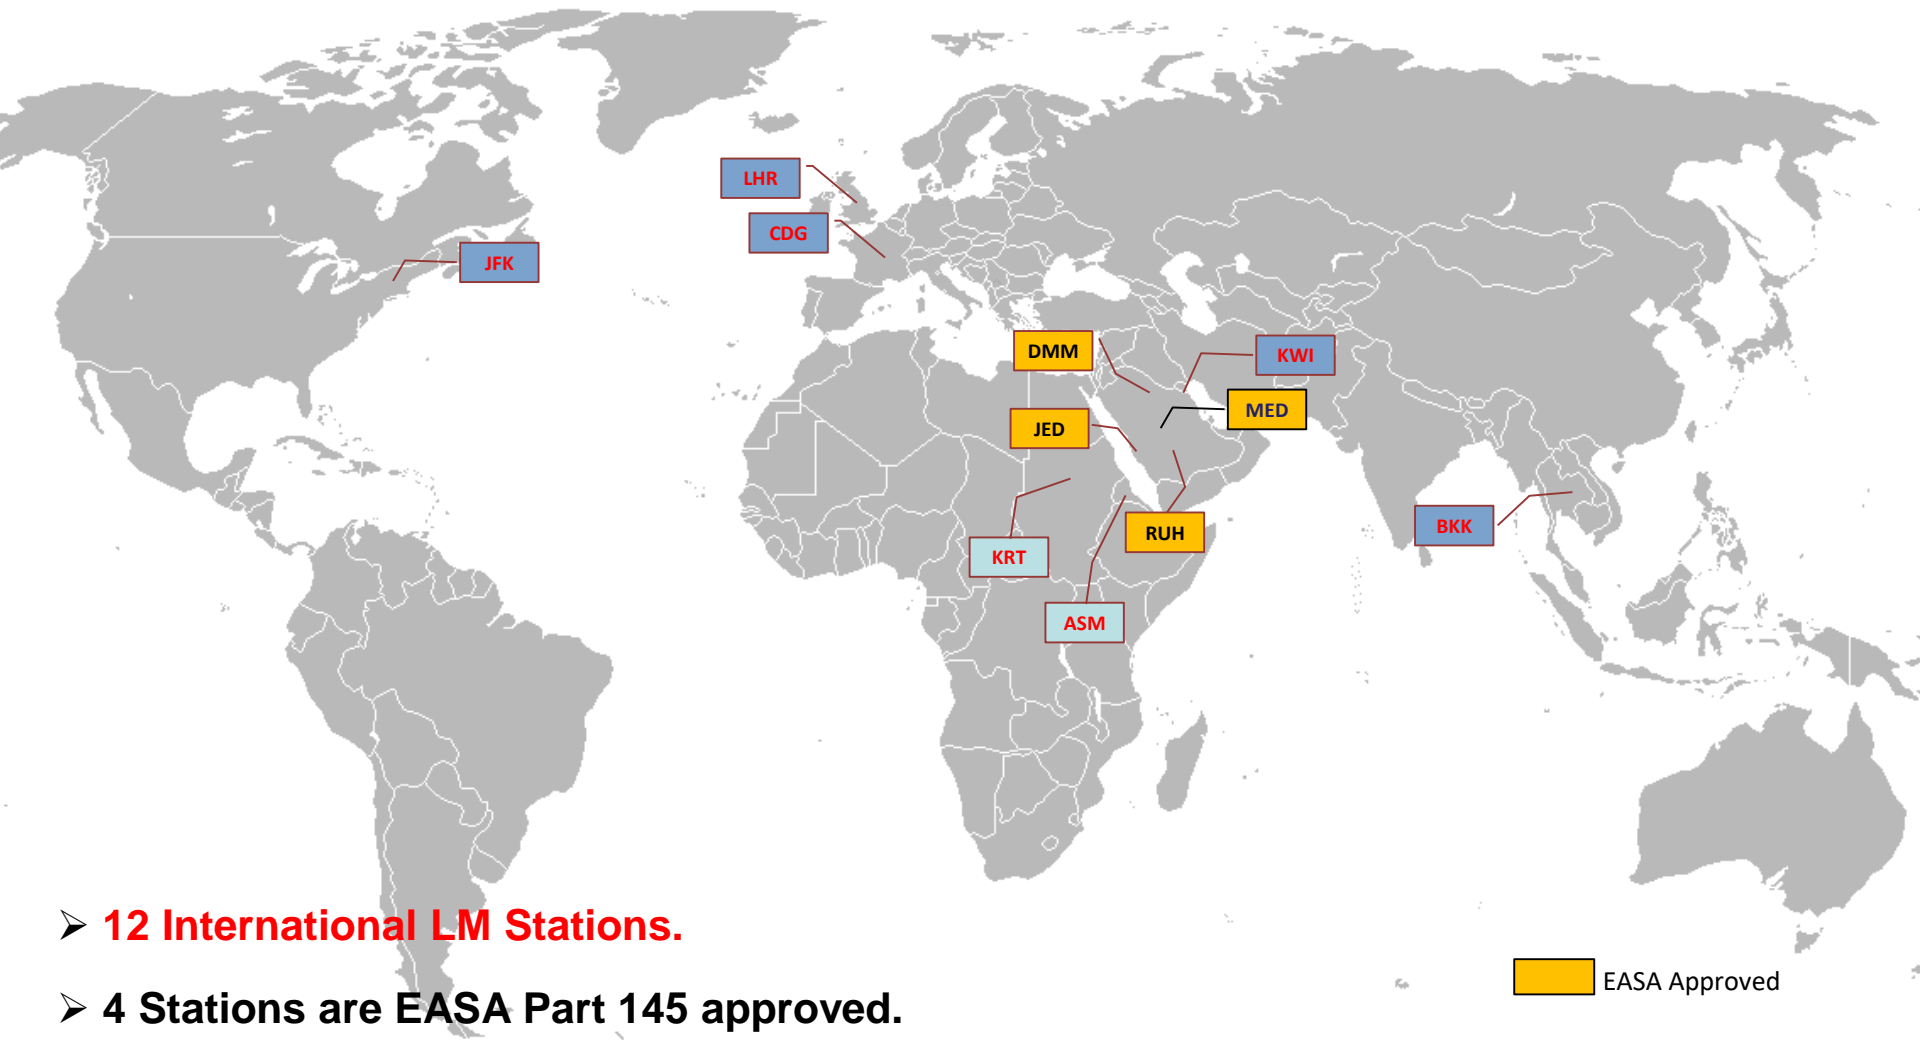 LHR
CDG
JFK
DMM
KWI
MED
JED
BKK
RUH
KRT
ASM
➢ 12 International LM Stations.
EASA Approved
➢ 4 Stations are EASA Part 145 approved.